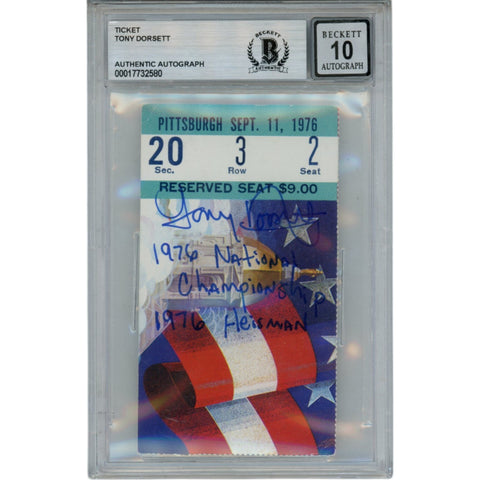 TICKET
TONY DORSETT
AUTHENTIC AUTOGRAPH
00017732580
BECKETT
B
AUTHENTIC
BECKETT
10
AUTOGRAPH
PITTSBURGH SEPT. 11, 1976
20 3 2
Sec. Row Seat
RESERVED SEAT $9.00
Tony Dorsett
1976 National
Championship
1976 Heisman